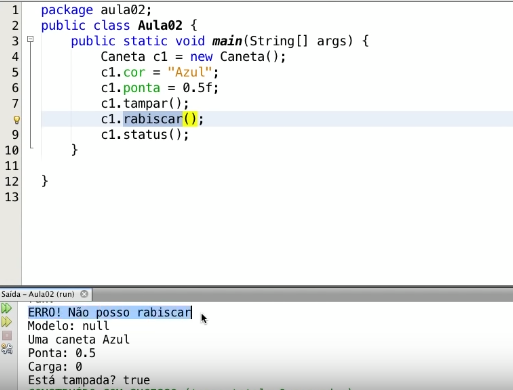 1 package aula02;
2 public class Aula02 {
3 public static void main(String[] args) {
4 Caneta c1 = new Caneta();
5 c1.cor = "Azul";
6 c1.ponta = 0.5f;
7 c1.tampar();
c1.rabiscar();
9 c1.status();
10 }
11
12 }
13
Saída - Aula02 (run)
ERRO! Não posso rabiscar
Modelo: null
Uma caneta Azul
Ponta: 0.5
Carga: 0
Está tampada? true